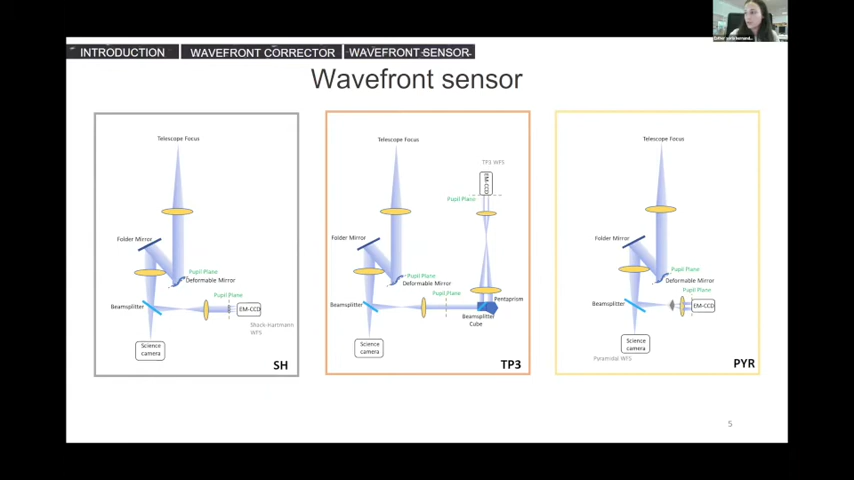 INTRODUCTION
WAVEFRONT CORRECTOR
WAVEFRONT SENSOR
Wavefront sensor
Telescope Focus
Folder Mirror
Pupil Plane
Deformable Mirror
Pupil Plane
Beamsplitter
EM-CCD
Shack-Hartmann
WFS
Science
camera
SH
Telescope Focus
TP3 WFS
EM-CCD
Pupil Plane
Folder Mirror
Pupil Plane
Deformable Mirror
Pupil Plane
Pentaprism
Beamsplitter
Beamsplitter
Cube
Science
camera
TP3
Telescope Focus
Folder Mirror
Pupil Plane
Deformable Mirror
Pupil Plane
Beamsplitter
EM-CCD
Science
camera
Pyramidal WFS
PYR
5